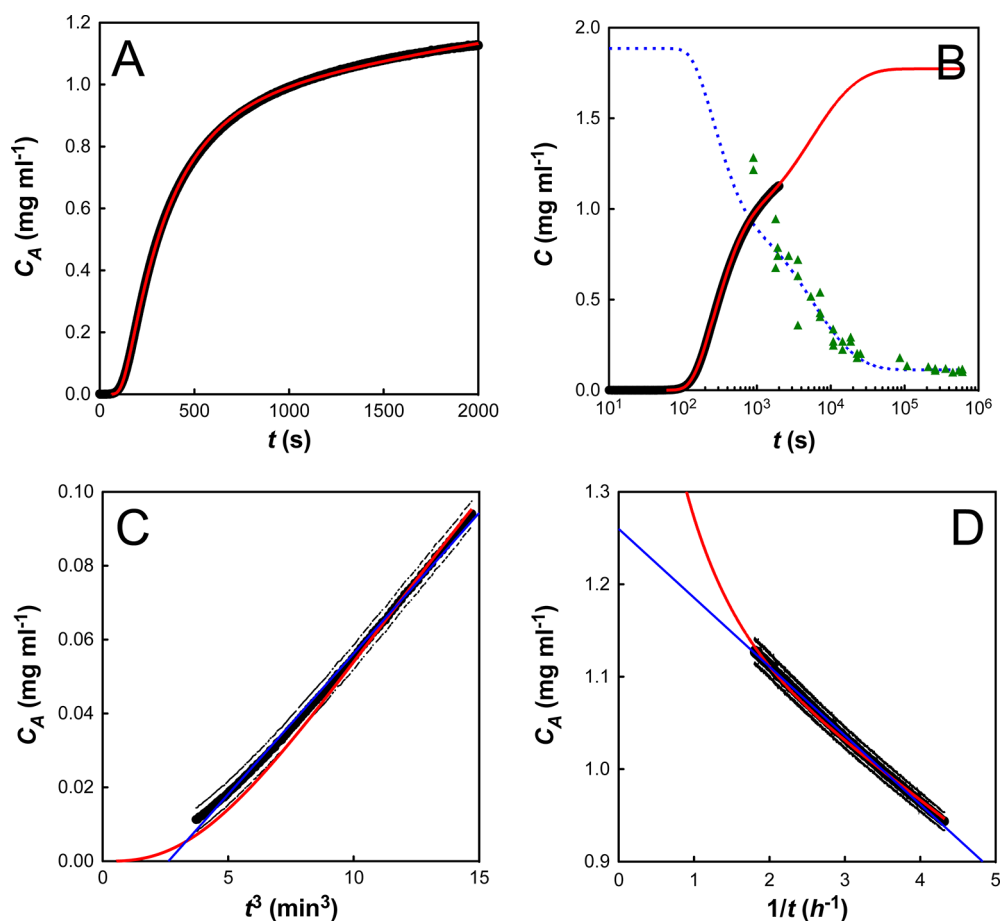 A
C_A (mg ml⁻¹)
1.2
1.0
0.8
0.6
0.4
0.2
0.0
0 500 1000 1500 2000
t (s)
B
C (mg ml⁻¹)
2.0
1.5
1.0
0.5
0.0
10¹ 10² 10³ 10⁴ 10⁵ 10⁶
t (s)
C
C_A (mg ml⁻¹)
0.10
0.08
0.06
0.04
0.02
0.00
0 5 10 15
t³ (min³)
D
C_A (mg ml⁻¹)
1.3
1.2
1.1
1.0
0.9
0 1 2 3 4 5
1/t (h⁻¹)